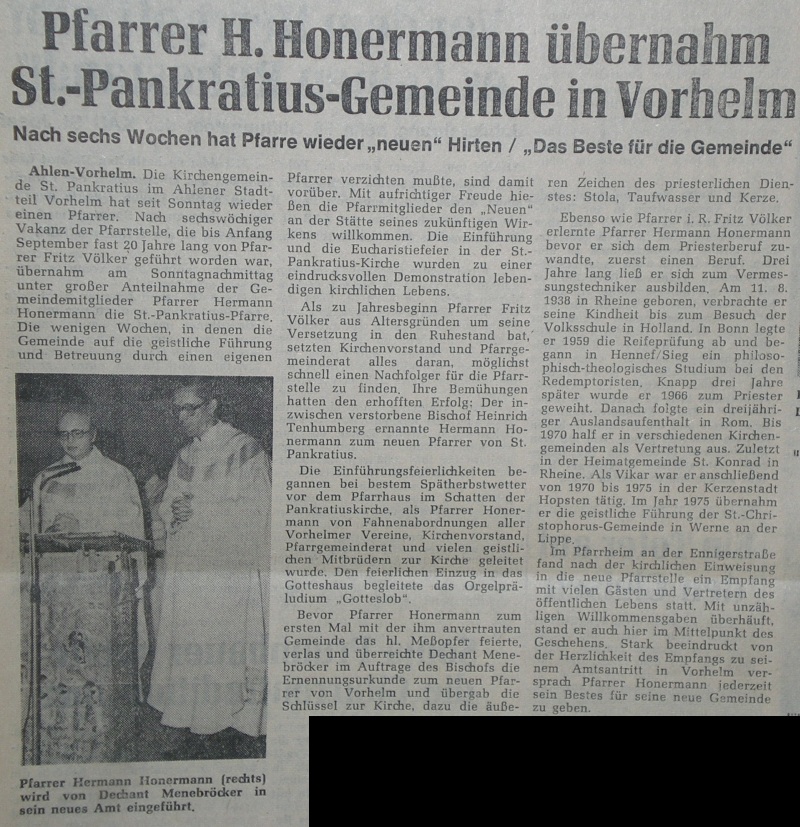 Pfarrer H. Honermann übernahm
St.-Pankratius-Gemeinde in Vorhelm
Nach sechs Wochen hat Pfarre wieder „neuen“ Hirten / „Das Beste für die Gemeinde“
Ahlen-Vorhelm. Die Kirchengemein-
de St. Pankratius im Ahlener Stadt-
teil Vorhelm hat seit Sonntag wieder
einen Pfarrer. Nach sechswöchiger
Vakanz der Pfarrstelle, die bis Anfang
September fast 20 Jahre lang von Pfar-
rer Fritz Völker geführt worden war,
übernahm am Sonntagnachmittag
unter großer Anteilnahme der Ge-
meindemitglieder Pfarrer Hermann
Honermann die St.-Pankratius-Pfarre.
Die wenigen Wochen, in denen die
Gemeinde auf die geistliche Führung
und Betreuung durch einen eigenen
Pfarrer Hermann Honermann (rechts)
wird von Dechant Menebröcker in
sein neues Amt eingeführt.
Pfarrer verzichten mußte, sind damit
vorüber. Mit aufrichtiger Freude hie-
ßen die Pfarrmitglieder den „Neuen“
an der Stätte seines zukünftigen Wir-
kens willkommen. Die Einführung
und die Eucharistiefeier in der St.-
Pankratius-Kirche wurden zu einer
eindrucksvollen Demonstration leben-
digen kirchlichen Lebens.
Als zu Jahresbeginn Pfarrer Fritz
Völker aus Altersgründen um seine
Versetzung in den Ruhestand bat,
setzten Kirchenvorstand und Pfarrge-
meinderat alles daran, möglichst
schnell einen Nachfolger für die Pfarr-
stelle zu finden. Ihre Bemühungen
hatten den erhofften Erfolg: Der in-
zwischen verstorbene Bischof Heinrich
Tenhumberg ernannte Hermann Ho-
nermann zum neuen Pfarrer von St.
Pankratius.
Die Einführungsfeierlichkeiten be-
gannen bei bestem Spätherbstwetter
vor dem Pfarrhaus im Schatten der
Pankratiuskirche, als Pfarrer Honer-
mann von Fahnenabordnungen aller
Vorhelmer Vereine, Kirchenvorstand,
Pfarrgemeinderat und vielen geistli-
chen Mitbrüdern zur Kirche geleitet
wurde. Den feierlichen Einzug in das
Gotteshaus begleitete das Orgelprä-
ludium „Gotteslob“.
Bevor Pfarrer Honermann zum
ersten Mal mit der ihm anvertrauten
Gemeinde das hl. Meßopfer feierte,
verlas und überreichte Dechant Mene-
bröcker im Auftrage des Bischofs die
Ernennungsurkunde zum neuen Pfar-
rer von Vorhelm und übergab die
Schlüssel zur Kirche, dazu die äuße-
ren Zeichen des priesterlichen Dien-
stes: Stola, Taufwasser und Kerze.
Ebenso wie Pfarrer i. R. Fritz Völker
erlernte Pfarrer Hermann Honermann
bevor er sich dem Priesterberuf zu-
wandte, zuerst einen Beruf. Drei
Jahre lang ließ er sich zum Vermes-
sungstechniker ausbilden. Am 11. 8.
1938 in Rheine geboren, verbrachte er
seine Kindheit bis zum Besuch der
Volksschule in Holland. In Bonn legte
er 1959 die Reifeprüfung ab und be-
gann in Hennef/Sieg ein philoso-
phisch-theologisches Studium bei den
Redemptoristen. Knapp drei Jahre
später wurde er 1966 zum Priester
geweiht. Danach folgte ein dreijähri-
ger Auslandsaufenthalt in Rom. Bis
1970 half er in verschiedenen Kirchen-
gemeinden als Vertretung aus. Zuletzt
in der Heimatgemeinde St. Konrad in
Rheine. Als Vikar war er anschließend
von 1970 bis 1975 in der Kerzenstadt
Hopsten tätig. Im Jahr 1975 übernahm
er die geistliche Führung der St.-Chri-
stophorus-Gemeinde in Werne an der
Lippe.
Im Pfarrheim an der Ennigerstraße
fand nach der kirchlichen Einweisung
in die neue Pfarrstelle ein Empfang
mit vielen Gästen und Vertretern des
öffentlichen Lebens statt. Mit unzäh-
ligen Willkommensgaben überhäuft,
stand er auch hier im Mittelpunkt des
Geschehens. Stark beeindruckt von
der Herzlichkeit des Empfangs zu sei-
nem Amtsantritt in Vorhelm ver-
sprach Pfarrer Honermann jederzeit
sein Bestes für seine neue Gemeinde
zu geben.